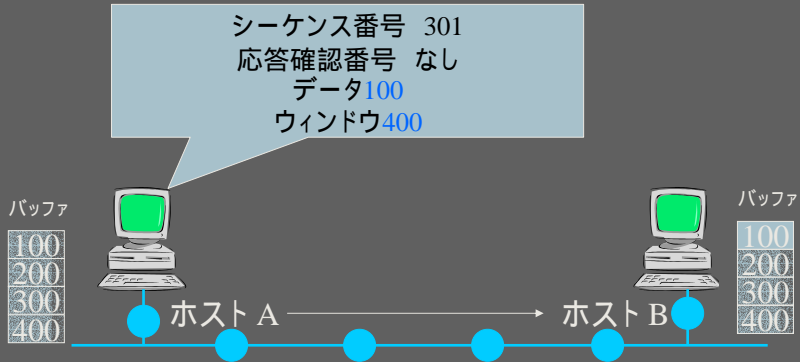 シーケンス番号 301
応答確認番号 なし
データ100
ウィンドウ400
バッファ
100
200
300
400
バッファ
100
200
300
400
ホスト A
ホスト B